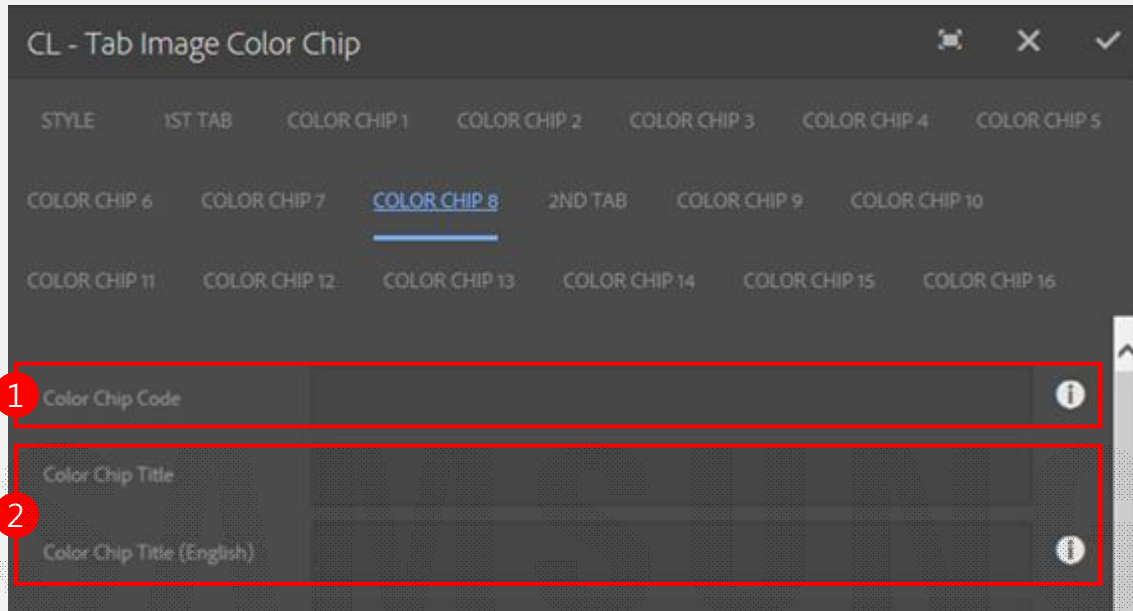 CL - Tab Image Color Chip
STYLE 1ST TAB COLOR CHIP 1 COLOR CHIP 2 COLOR CHIP 3 COLOR CHIP 4 COLOR CHIP 5
COLOR CHIP 6 COLOR CHIP 7 COLOR CHIP 8 2ND TAB COLOR CHIP 9 COLOR CHIP 10
COLOR CHIP 11 COLOR CHIP 12 COLOR CHIP 13 COLOR CHIP 14 COLOR CHIP 15 COLOR CHIP 16
1 Color Chip Code
Color Chip Title
2
Color Chip Title (English)
SAMSUNG